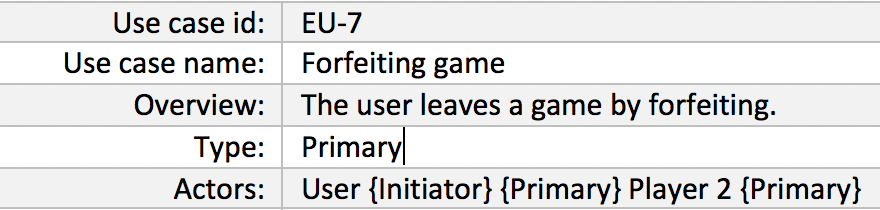 Use case id: EU-7
Use case name: Forfeiting game
Overview: The user leaves a game by forfeiting.
Type: Primary
Actors: User {Initiator} {Primary} Player 2 {Primary}